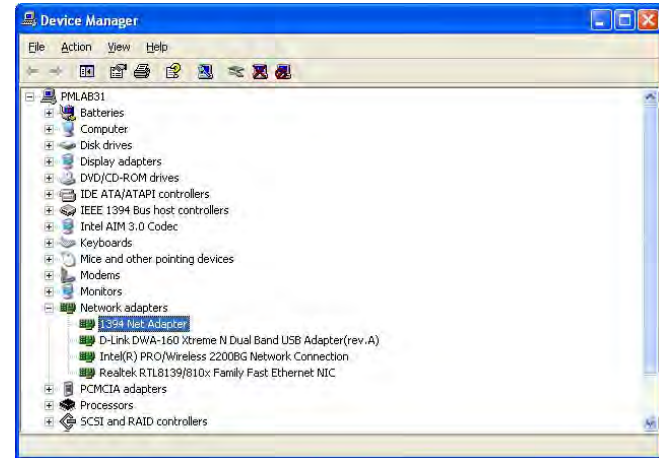 Device Manager
File Action View Help
PMLAB31
Batteries
Computer
Disk drives
Display adapters
DVD/CD-ROM drives
IDE ATA/ATAPI controllers
IEEE 1394 Bus host controllers
Intel AIM 3.0 Codec
Keyboards
Mice and other pointing devices
Modems
Monitors
Network adapters
1394 Net Adapter
D-Link DWA-160 Xtreme N Dual Band USB Adapter(rev.A)
Intel(R) PRO/Wireless 2200BG Network Connection
Realtek RTL8139/810x Family Fast Ethernet NIC
PCMCIA adapters
Processors
SCSI and RAID controllers